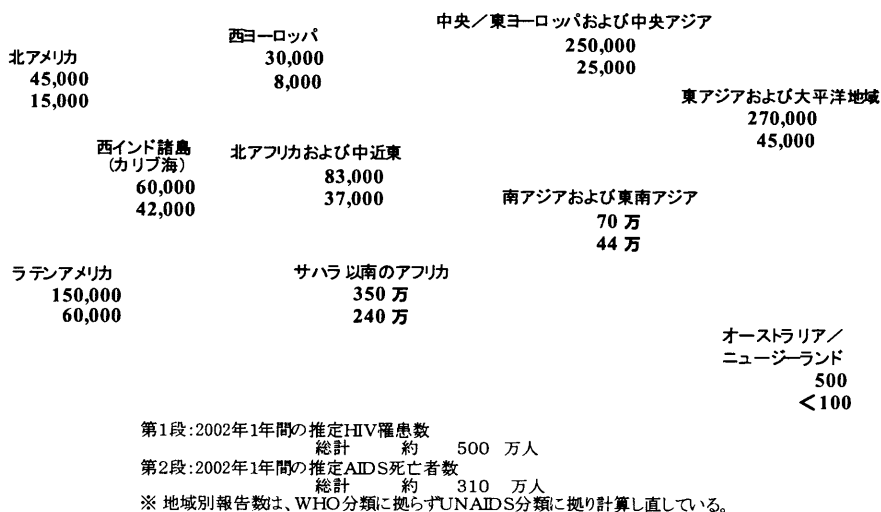 中央／東ヨーロッパおよび中央アジア
250,000
25,000
西ヨーロッパ
30,000
8,000
北アメリカ
45,000
15,000
東アジアおよび大平洋地域
270,000
45,000
西インド諸島
(カリブ海)
60,000
42,000
北アフリカおよび中近東
83,000
37,000
南アジアおよび東南アジア
70 万
44 万
ラテンアメリカ
150,000
60,000
サハラ以南のアフリカ
350 万
240 万
オーストラリア／
ニュージーランド
500
＜100
第1段:2002年1年間の推定HIV罹患数
総計 約 500 万人
第2段:2002年1年間の推定AIDS死亡者数
総計 約 310 万人
※ 地域別報告数は、WHO分類に拠らずUNAIDS分類に拠り計算し直している。